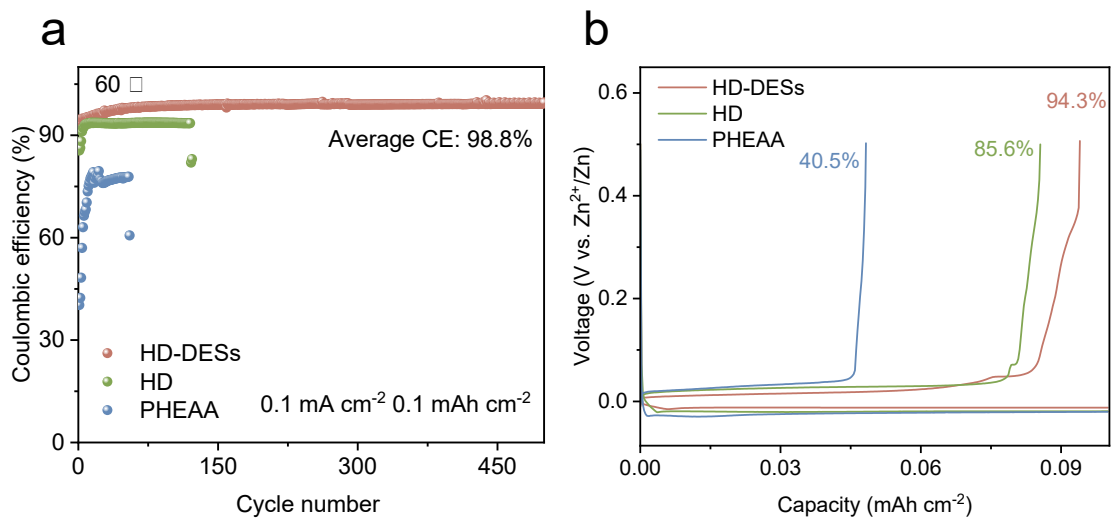 a
60 □
Average CE: 98.8%
HD-DESs
HD
PHEAA
0.1 mA cm⁻² 0.1 mAh cm⁻²
Coulombic efficiency (%)
90
60
30
0
0 150 300 450
Cycle number
b
HD-DESs
HD
PHEAA
94.3%
85.6%
40.5%
Voltage (V vs. Zn²⁺/Zn)
0.6
0.4
0.2
0.0
0.00 0.03 0.06 0.09
Capacity (mAh cm⁻²)